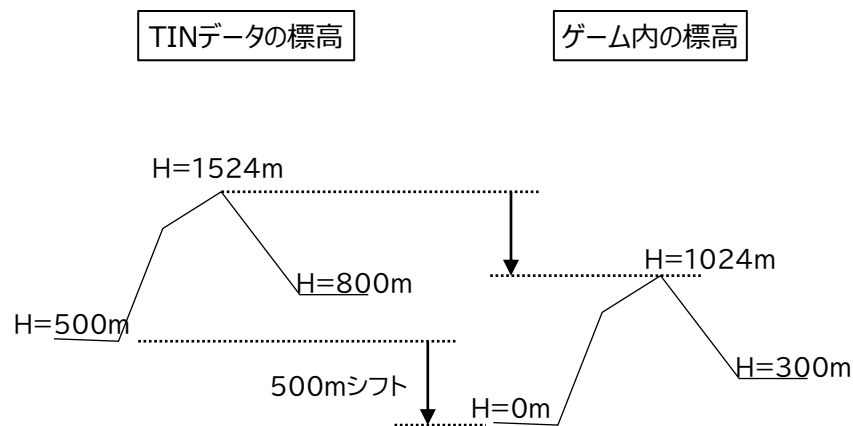 TINデータの標高
ゲーム内の標高
H=1524m
H=1024m
H=800m
H=500m
H=300m
500mシフト
H=0m